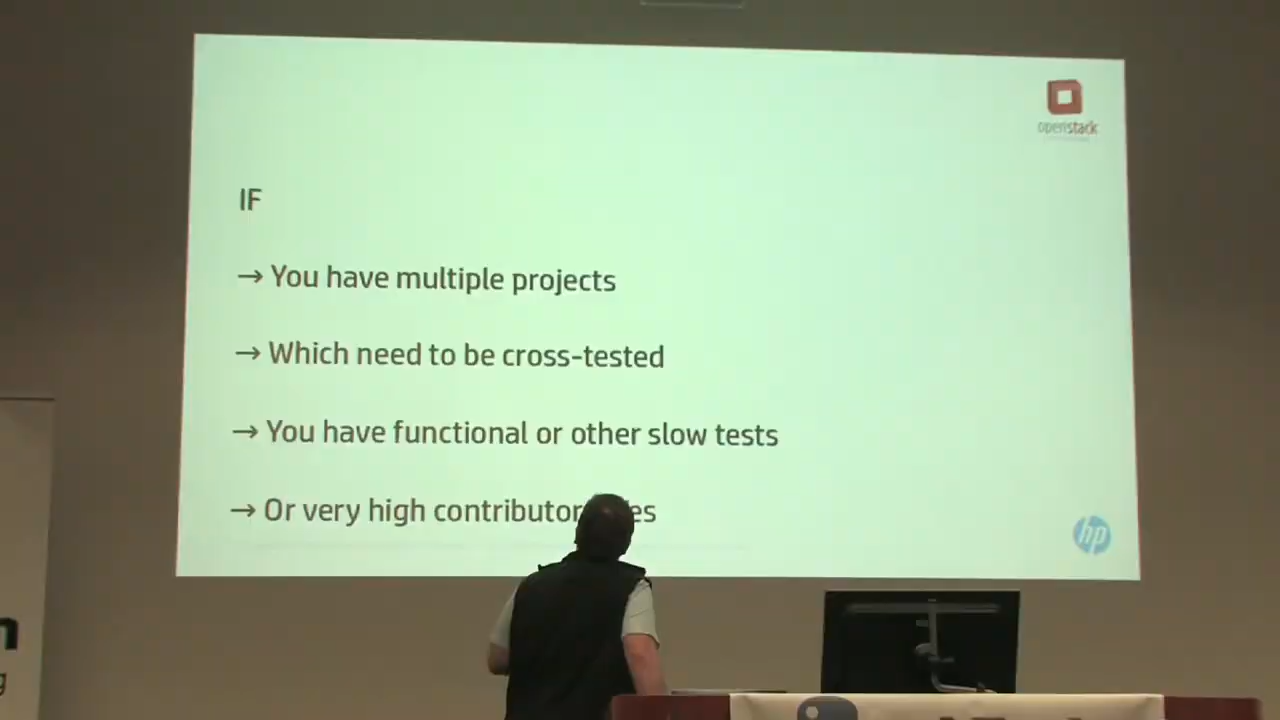 openstack
IF
→ You have multiple projects
→ Which need to be cross-tested
→ You have functional or other slow tests
→ Or very high contributor
hp